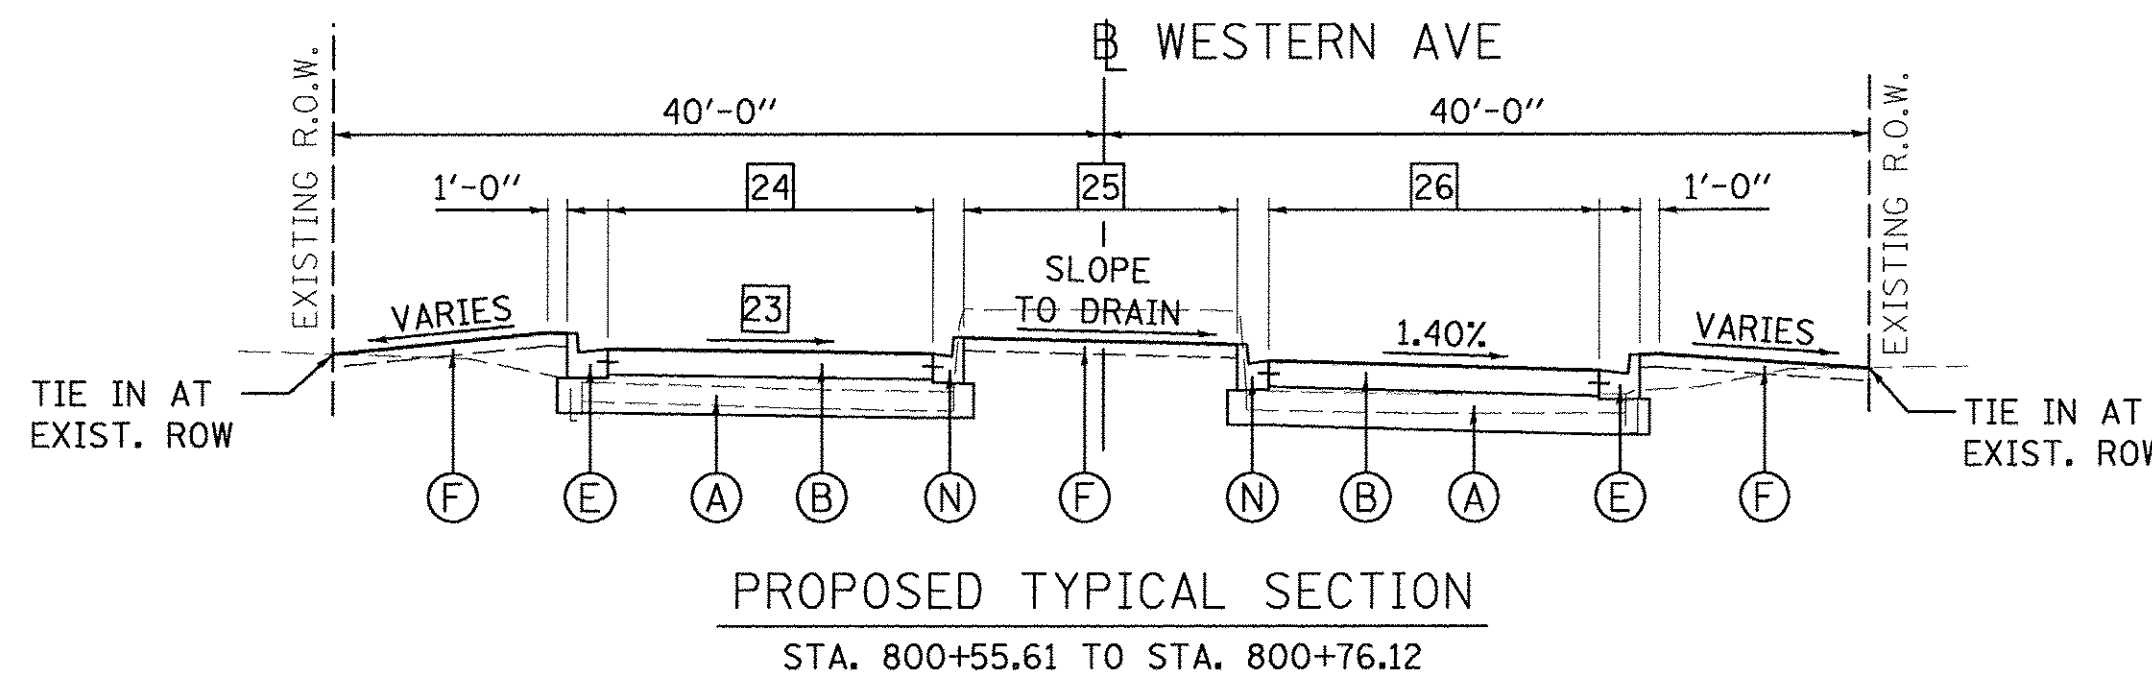 ℄ WESTERN AVE
EXISTING R.O.W.
40'-0"
40'-0"
EXISTING R.O.W.
1'-0"
24
25
26
1'-0"
VARIES
23
SLOPE
TO DRAIN
1.40%
VARIES
TIE IN AT
EXIST. ROW
TIE IN AT
EXIST. ROW
F
E
A
B
N
F
N
B
A
E
F
PROPOSED TYPICAL SECTION
STA. 800+55.61 TO STA. 800+76.12